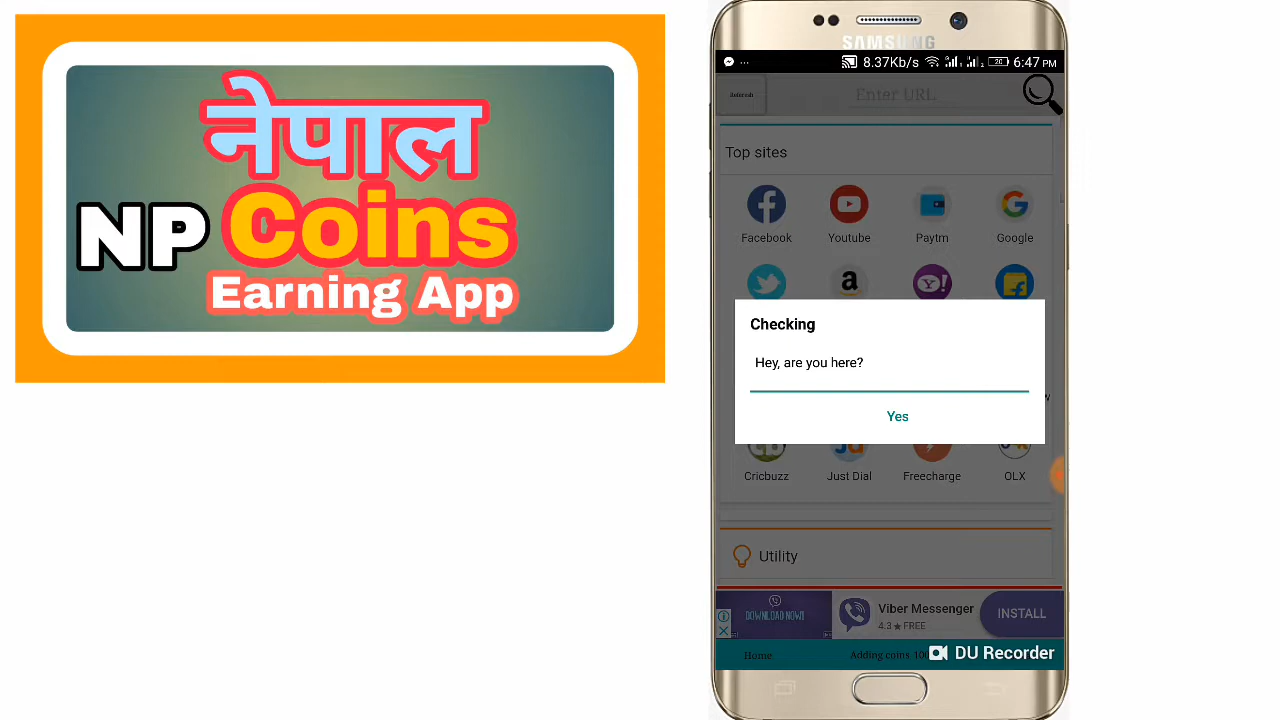 नेपाल
NP Coins
Earning App
SAMSUNG
8.37Kb/s 20 6:47 PM
Referesh
Enter URL
Top sites
Facebook Youtube Paytm Google
Checking
Hey, are you here?
Yes
Cricbuzz Just Dial Freecharge OLX
Utility
DOWNLOAD NOW!
Viber Messenger
4.3★FREE
INSTALL
Home
Adding coins
DU Recorder